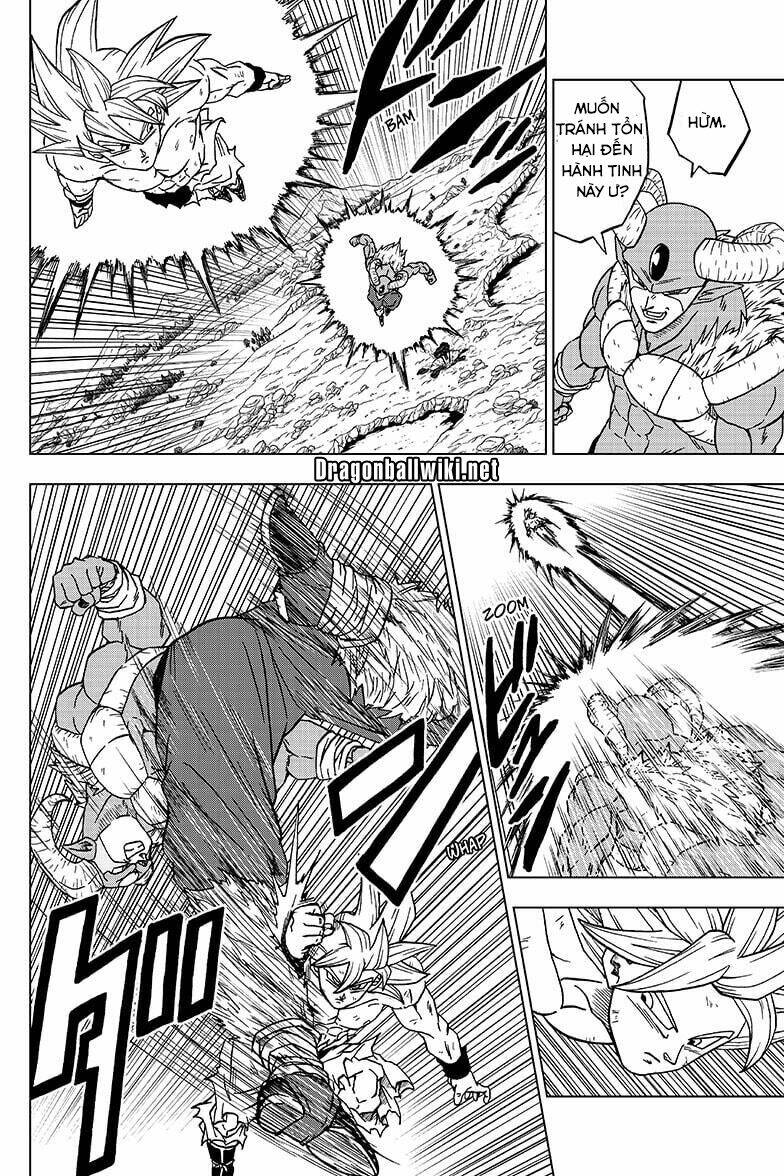 HỪM.
MUỐN
TRÁNH TỔN
HẠI ĐẾN
HÀNH TINH
NÀY Ư?
BAM
Dragonballwiki.net
ZOOM
WHAP